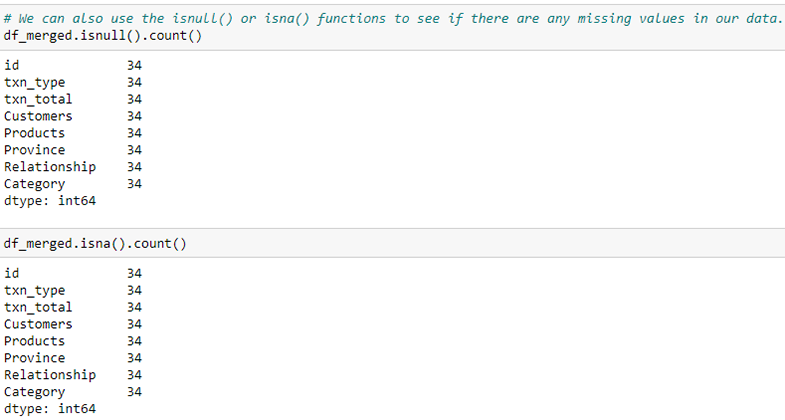 # We can also use the isnull() or isna() functions to see if there are any missing values in our data.
df_merged.isnull().count()
id 34
txn_type 34
txn_total 34
Customers 34
Products 34
Province 34
Relationship 34
Category 34
dtype: int64
df_merged.isna().count()
id 34
txn_type 34
txn_total 34
Customers 34
Products 34
Province 34
Relationship 34
Category 34
dtype: int64